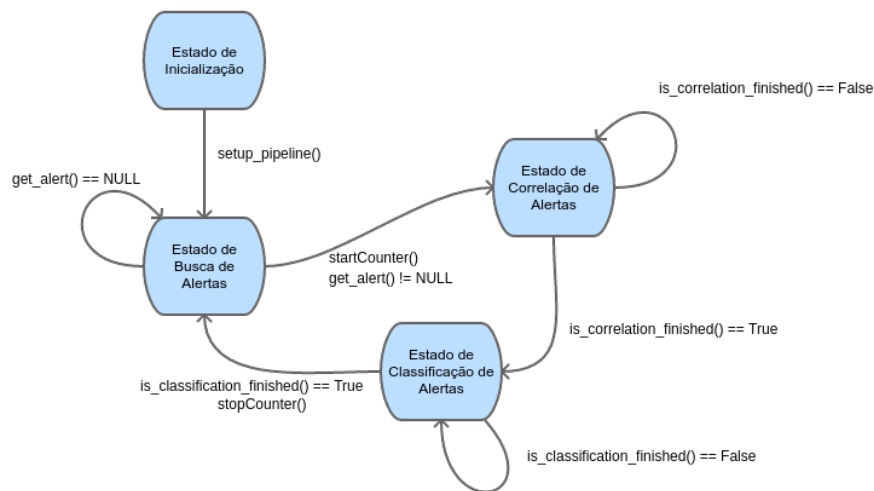 Estado de
Inicialização
setup_pipeline()
get_alert() == NULL
Estado de
Busca de
Alertas
startCounter()
get_alert() != NULL
is_correlation_finished() == False
Estado de
Correlação de
Alertas
is_correlation_finished() == True
Estado de
Classificação de
Alertas
is_classification_finished() == True
stopCounter()
is_classification_finished() == False